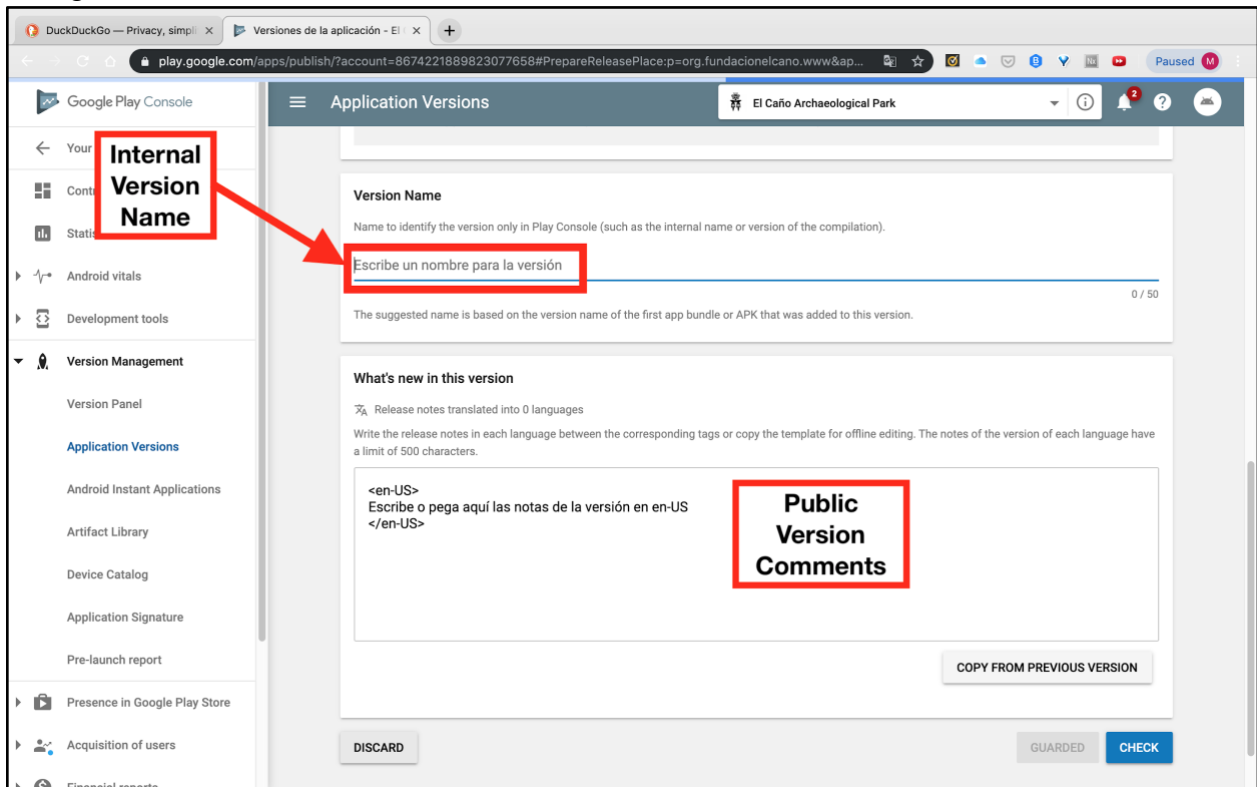 DuckDuckGo — Privacy, simpli
Versiones de la aplicación - El
play.google.com/apps/publish/?account=8674221889823077658#PrepareReleasePlace:p=org.fundacionelcano.www&ap...
Paused
M
Google Play Console
Application Versions
El Caño Archaeological Park
2
Your
Internal
Version
Name
Statis
Android vitals
Development tools
Version Management
Version Panel
Application Versions
Android Instant Applications
Artifact Library
Device Catalog
Application Signature
Pre-launch report
Presence in Google Play Store
Acquisition of users
Financial reports
Version Name
Name to identify the version only in Play Console (such as the internal name or version of the compilation).
Escribe un nombre para la versión
0 / 50
The suggested name is based on the version name of the first app bundle or APK that was added to this version.
What's new in this version
Release notes translated into 0 languages
Write the release notes in each language between the corresponding tags or copy the template for offline editing. The notes of the version of each language have
a limit of 500 characters.
<en-US>
Escribe o pega aquí las notas de la versión en en-US
</en-US>
Public
Version
Comments
COPY FROM PREVIOUS VERSION
DISCARD
GUARDED
CHECK